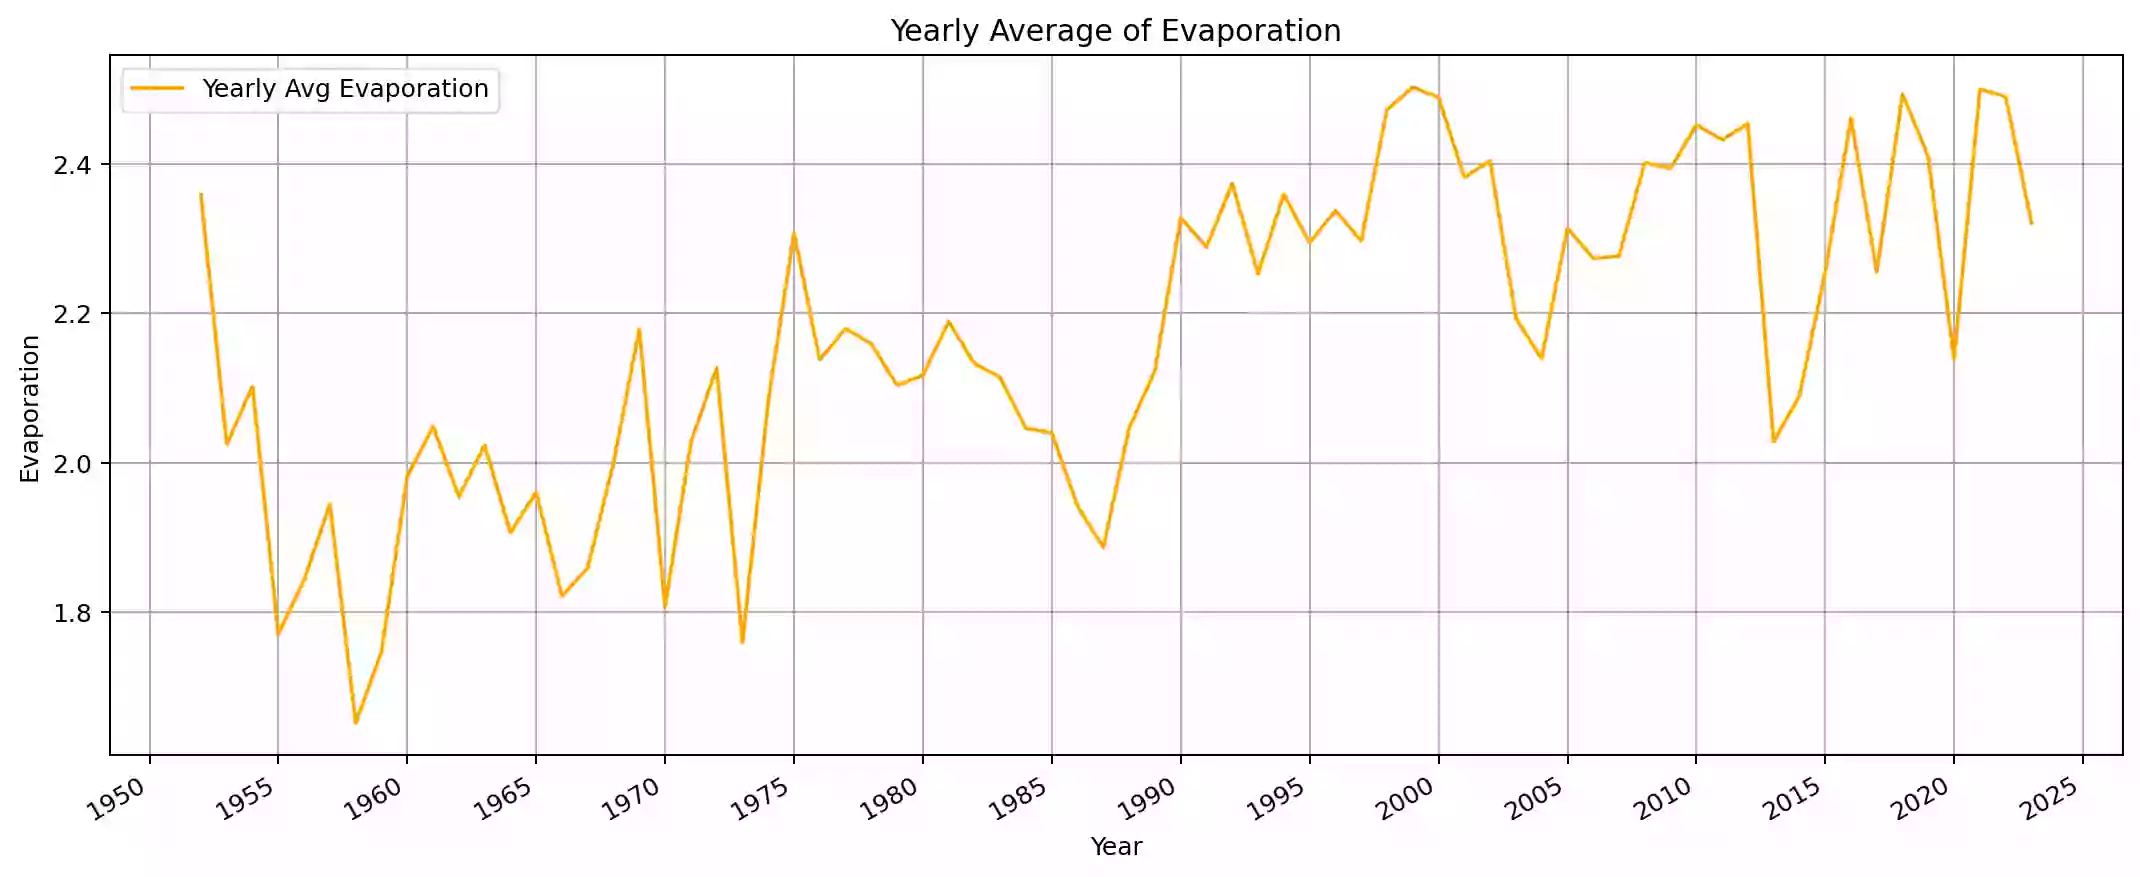 Yearly Average of Evaporation
Yearly Avg Evaporation
2.4
2.2
2.0
1.8
Evaporation
1950 1955 1960 1965 1970 1975 1980 1985 1990 1995 2000 2005 2010 2015 2020 2025
Year